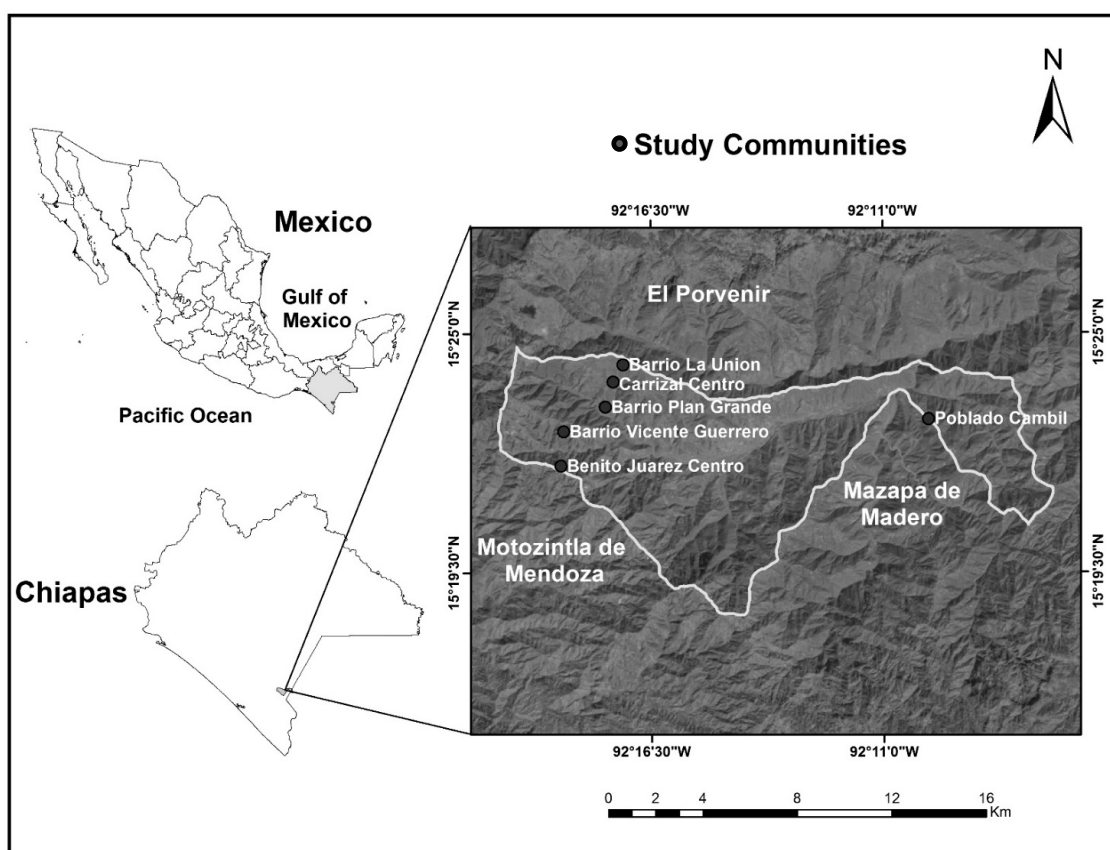 N
Study Communities
Mexico
Gulf of
Mexico
Pacific Ocean
Chiapas
92°16'30"W
92°11'0"W
15°25'0"N
15°25'0"N
El Porvenir
Barrio La Union
Carrizal Centro
Barrio Plan Grande
Barrio Vicente Guerrero
Benito Juarez Centro
Poblado Cambil
Mazapa de
Madero
Motozintla de
Mendoza
15°19'30"N
15°19'30"N
92°16'30"W
92°11'0"W
0 2 4 8 12 16
Km